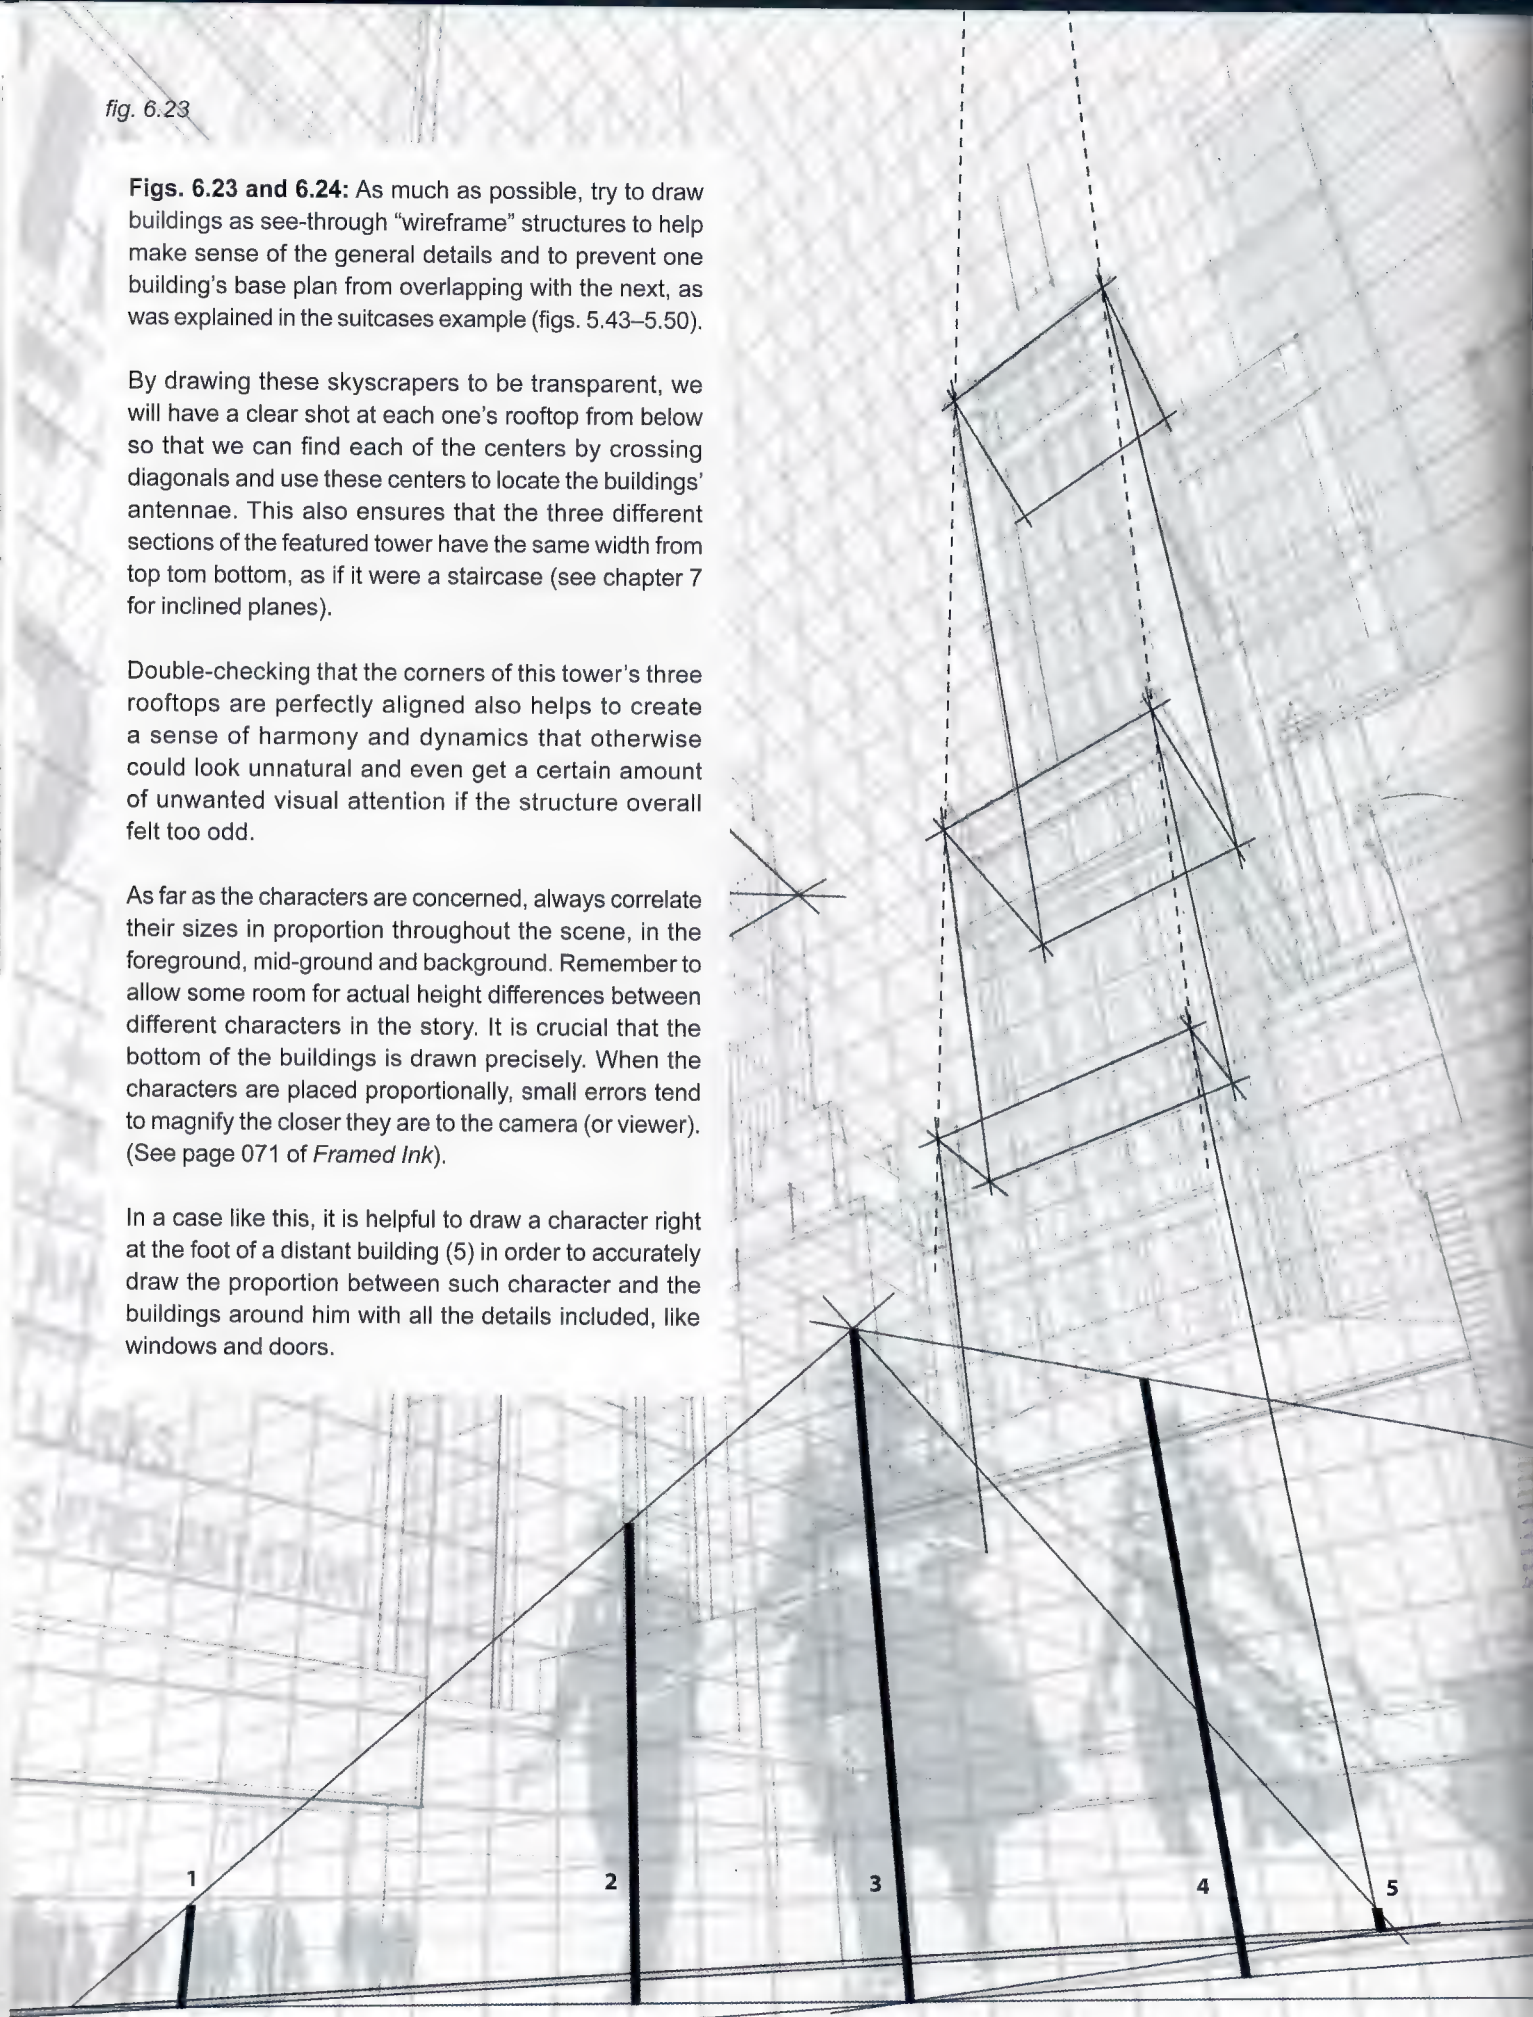 fig. 6.23
Figs. 6.23 and 6.24: As much as possible, try to draw
buildings as see-through “wireframe” structures to help
make sense of the general details and to prevent one
building’s base plan from overlapping with the next, as
was explained in the suitcases example (figs. 5.43–5.50).
By drawing these skyscrapers to be transparent, we
will have a clear shot at each one’s rooftop from below
so that we can find each of the centers by crossing
diagonals and use these centers to locate the buildings’
antennae. This also ensures that the three different
sections of the featured tower have the same width from
top tom bottom, as if it were a staircase (see chapter 7
for inclined planes).
Double-checking that the corners of this tower’s three
rooftops are perfectly aligned also helps to create
a sense of harmony and dynamics that otherwise
could look unnatural and even get a certain amount
of unwanted visual attention if the structure overall
felt too odd.
As far as the characters are concerned, always correlate
their sizes in proportion throughout the scene, in the
foreground, mid-ground and background. Remember to
allow some room for actual height differences between
different characters in the story. It is crucial that the
bottom of the buildings is drawn precisely. When the
characters are placed proportionally, small errors tend
to magnify the closer they are to the camera (or viewer).
(See page 071 of Framed Ink).
In a case like this, it is helpful to draw a character right
at the foot of a distant building (5) in order to accurately
draw the proportion between such character and the
buildings around him with all the details included, like
windows and doors.
1
2
3
4
5